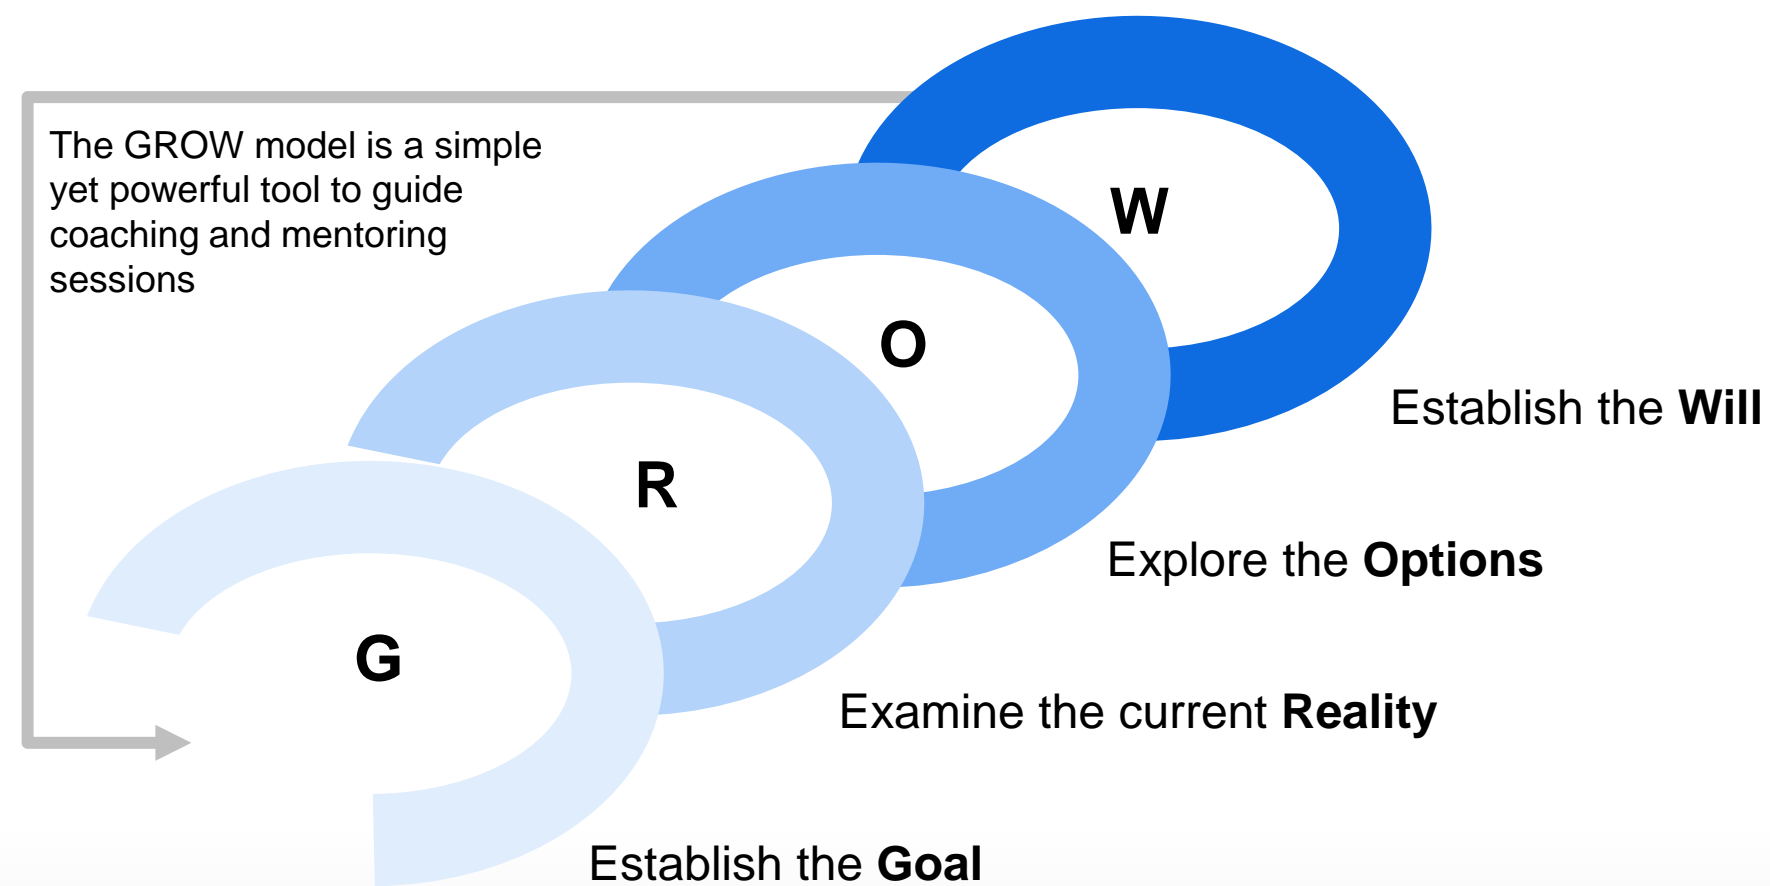 The GROW model is a simple
yet powerful tool to guide
coaching and mentoring
sessions
W
O
R
G
Establish the Will
Explore the Options
Examine the current Reality
Establish the Goal